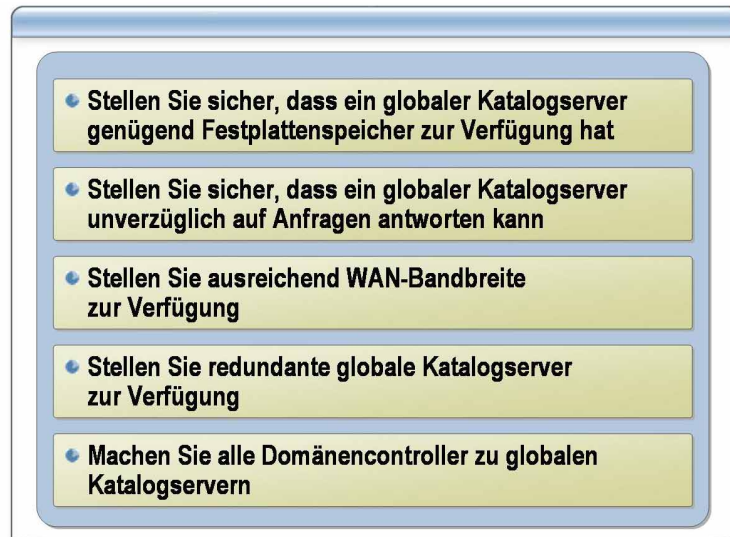 Stellen Sie sicher, dass ein globaler Katalogserver
genügend Festplattenspeicher zur Verfügung hat
Stellen Sie sicher, dass ein globaler Katalogserver
unverzüglich auf Anfragen antworten kann
Stellen Sie ausreichend WAN-Bandbreite
zur Verfügung
Stellen Sie redundante globale Katalogserver
zur Verfügung
Machen Sie alle Domänencontroller zu globalen
Katalogservern